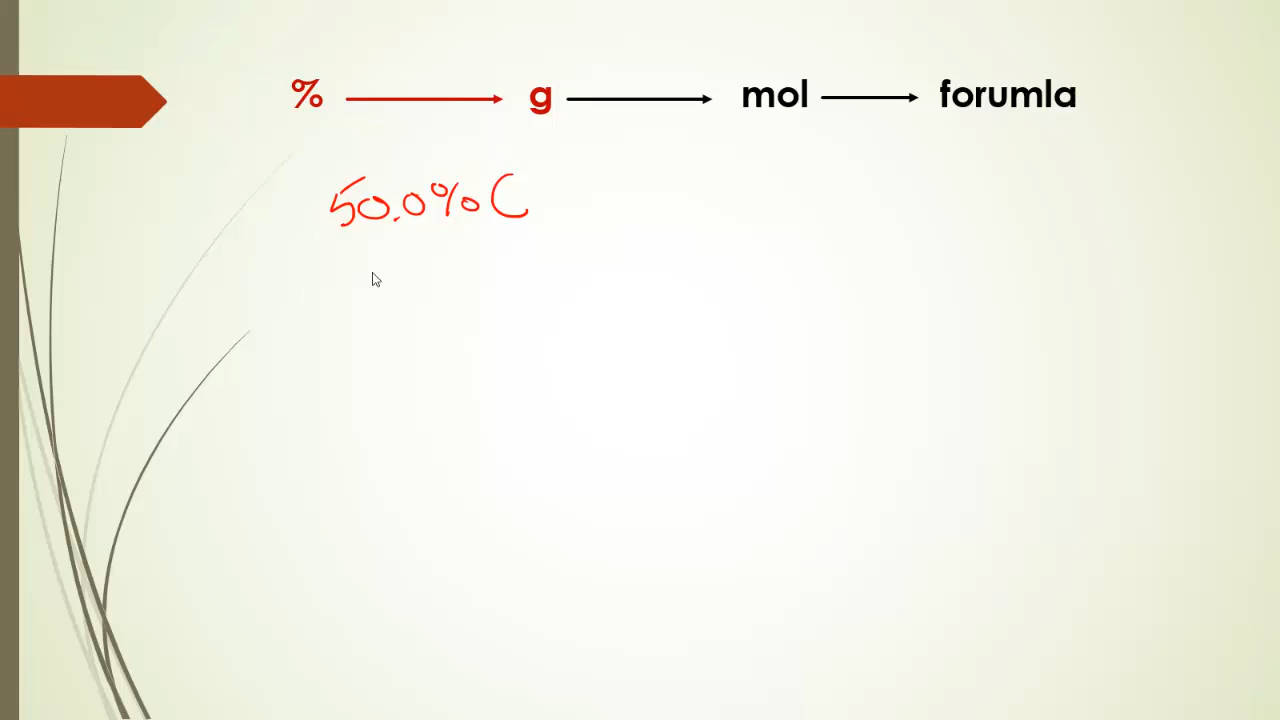 % → g → mol → forumla
50.0% C